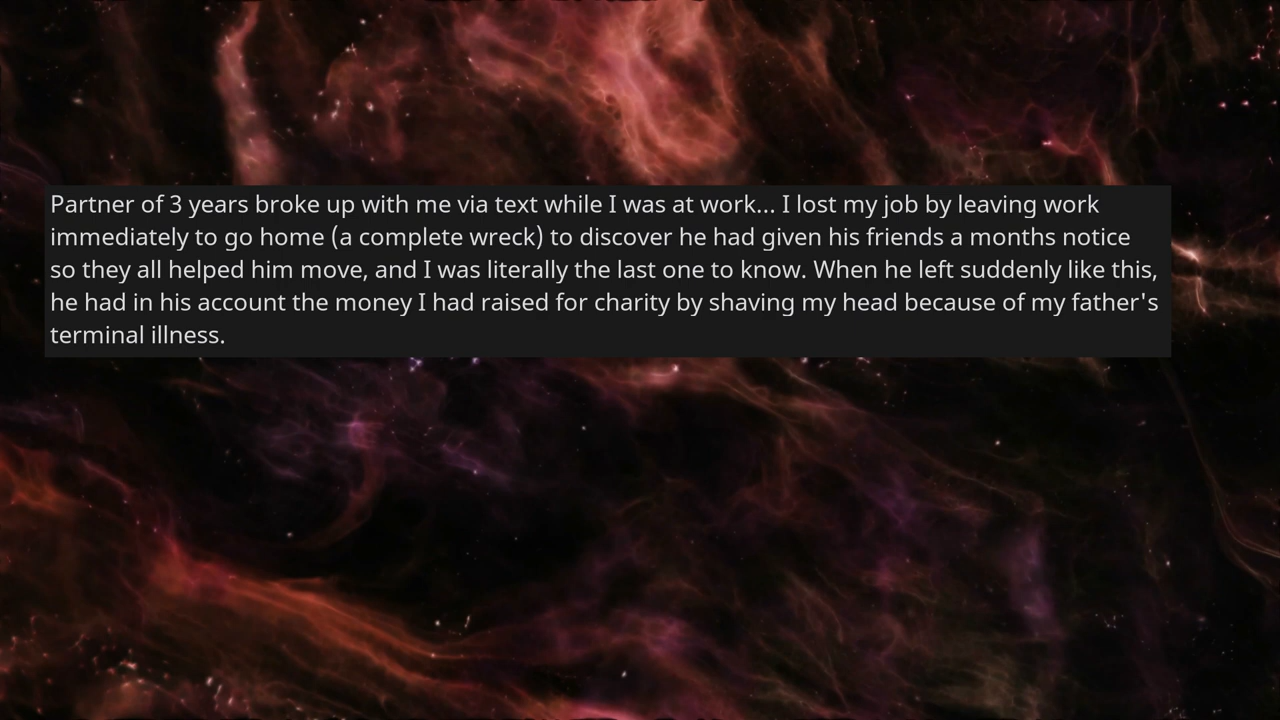 Partner of 3 years broke up with me via text while I was at work... I lost my job by leaving work
immediately to go home (a complete wreck) to discover he had given his friends a months notice
so they all helped him move, and I was literally the last one to know. When he left suddenly like this,
he had in his account the money I had raised for charity by shaving my head because of my father's
terminal illness.